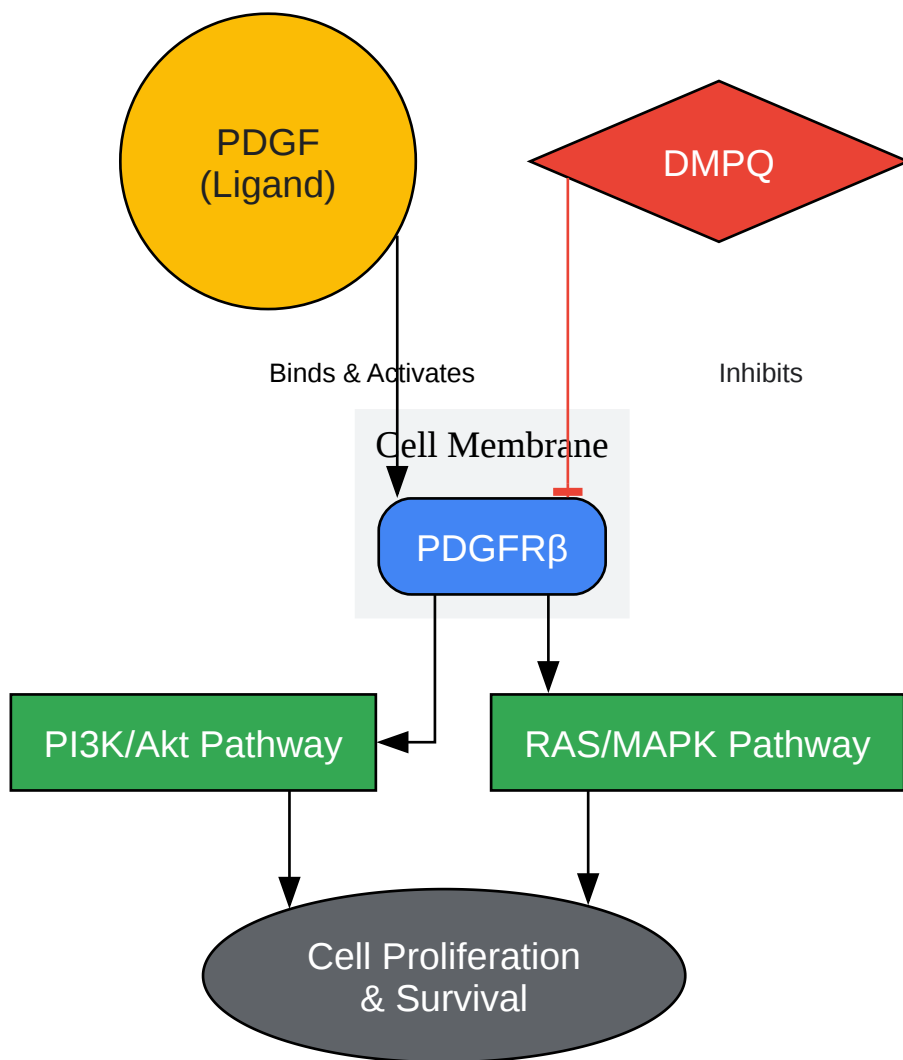 PDGF
(Ligand)
DMPQ
Binds & Activates
Inhibits
Cell Membrane
PDGFRβ
PI3K/Akt Pathway
RAS/MAPK Pathway
Cell Proliferation
& Survival